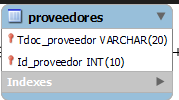 proveedores
Tdoc_proveedor VARCHAR(20)
Id_proveedor INT(10)
Indexes